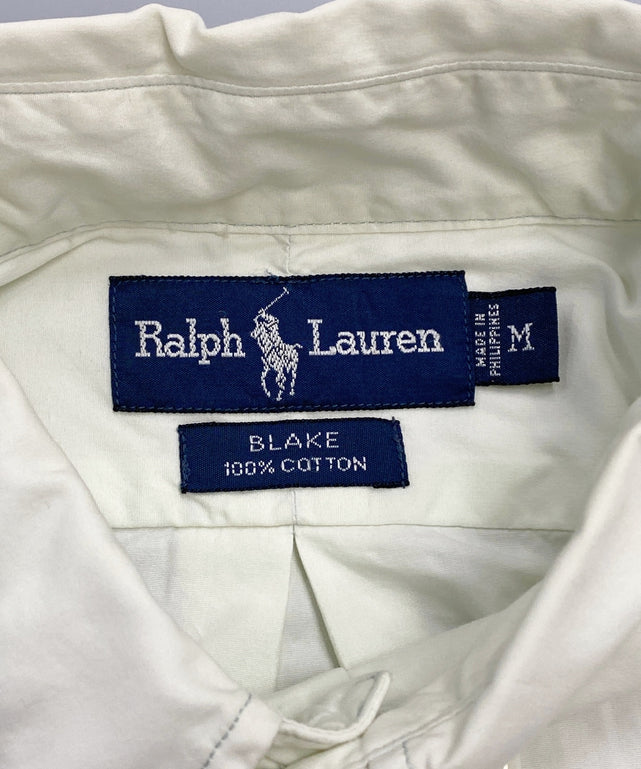 Ralph Lauren
MADE IN
PHILIPPINES
M
BLAKE
100% COTTON